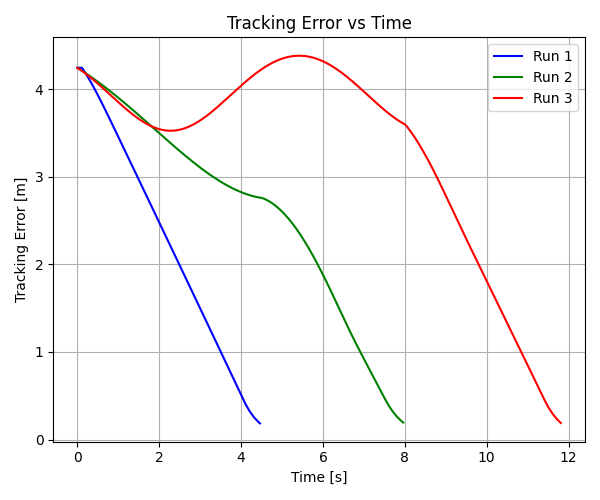 Tracking Error vs Time
Tracking Error [m]
4
3
2
1
0
0 2 4 6 8 10 12
Time [s]
Run 1
Run 2
Run 3